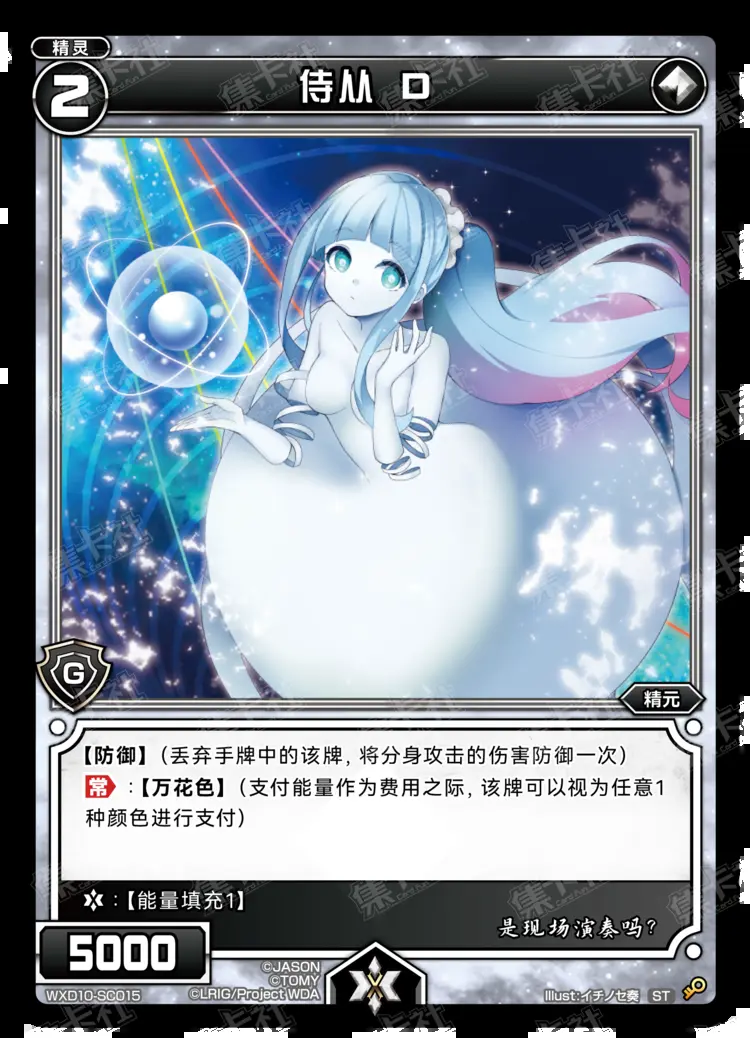 精灵
2
侍从 D
G
精元
【防御】（丢弃手牌中的该牌，将分身攻击的伤害防御一次）
常：【万花色】（支付能量作为费用之际，该牌可以视为任意1
种颜色进行支付）
：【能量填充1】
是现场演奏吗？
5000
©JASON
©TOMY
©LRIG/Project WDA
WXD10-SC015
Illust:イチノセ奏
ST
集卡社